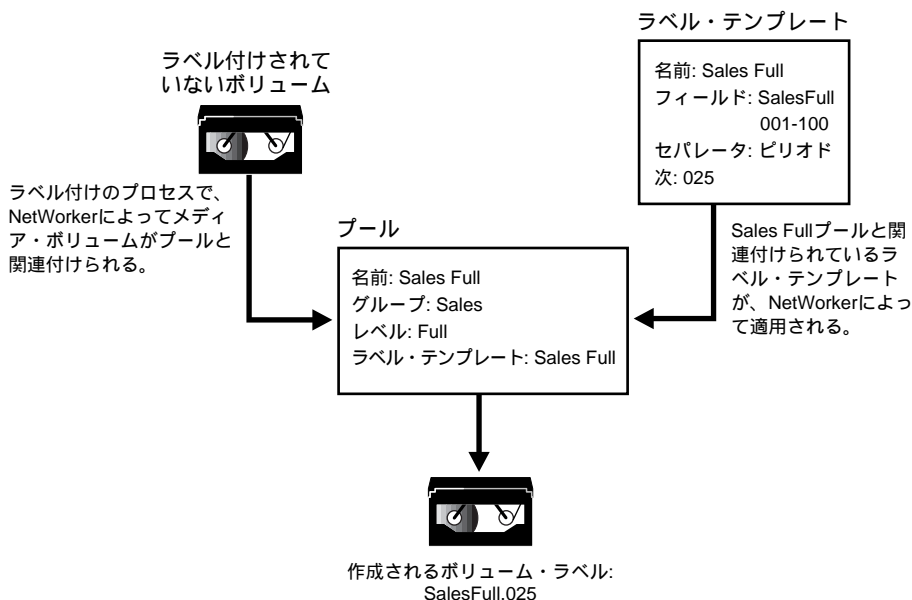 ラベル・テンプレート
名前: Sales Full
フィールド: SalesFull
001-100
セパレータ: ピリオド
次: 025
ラベル付けされて
いないボリューム
ラベル付けのプロセスで、
NetWorkerによってメディ
ア・ボリュームがプールと
関連付けられる。
Sales Fullプールと関
連付けられているラ
ベル・テンプレート
が、NetWorkerによっ
て適用される。
プール
名前: Sales Full
グループ: Sales
レベル: Full
ラベル・テンプレート: Sales Full
作成されるボリューム・ラベル:
SalesFull.025